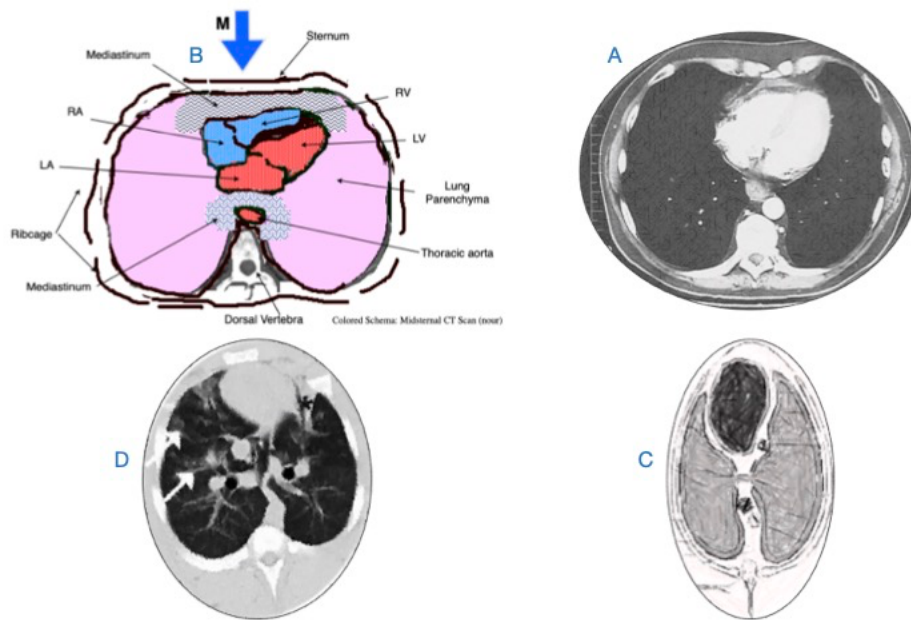 M
B
Sternum
Mediastinum
RA
RV
LV
LA
Lung
Parenchyma
Ribcage
Thoracic aorta
Mediastinum
Dorsal Vertebra
Colored Schema: Midsternal CT Scan (nour)
A
D
*
C